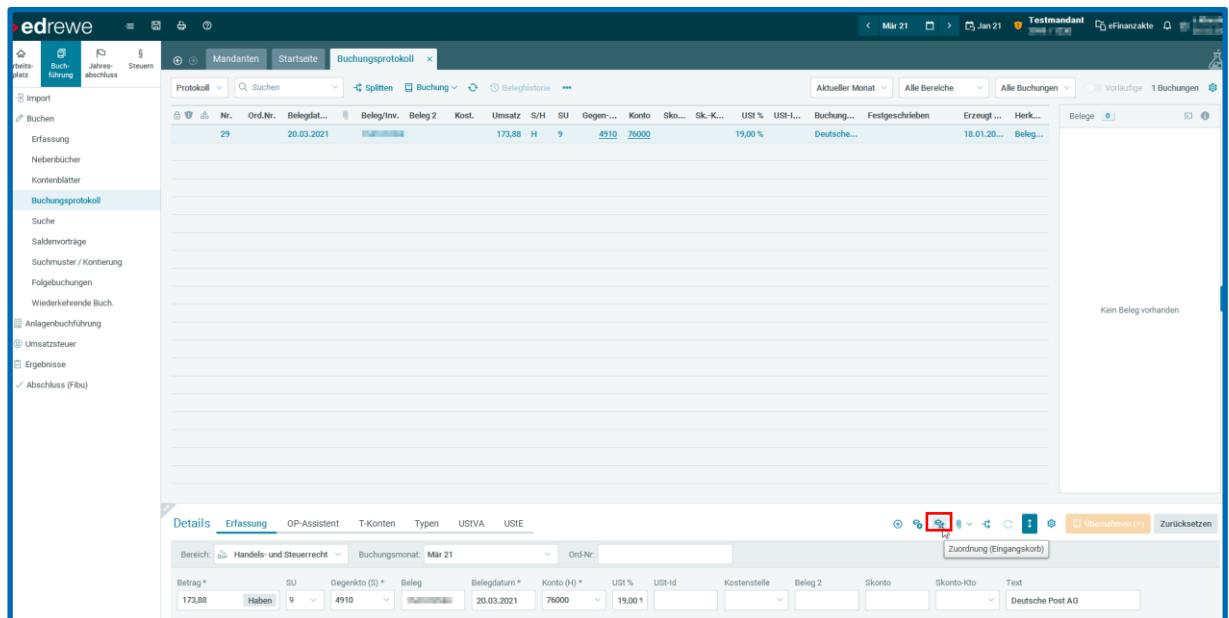 edrewe
Mär 21 Jan 21 Testmandant eFinanzakte
Buch-führung Jahres-abschluss § Steuern
Mandanten Startseite Buchungsprotokoll ×
Protokoll Suchen Splitten Buchung Beleghistorie ••• Aktueller Monat Alle Bereiche Alle Buchungen Vorläufige 1 Buchungen
Import
Buchen
Erfassung
Nebenbücher
Kontenblätter
Buchungsprotokoll
Suche
Saldenvorträge
Suchmuster / Kontierung
Folgebuchungen
Wiederkehrende Buch.
Anlagenbuchführung
Umsatzsteuer
Ergebnisse
Abschluss (Fibu)
Nr. Ord.Nr. Belegdat... Beleg/Inv. Beleg 2 Kost. Umsatz S/H SU Gegen-... Konto Sko... Sk.-K... USt % USt-I... Buchung... Festgeschrieben Erzeugt ... Herk...
29 20.03.2021 173,88 H 9 4910 76000 19,00 % Deutsche... 18.01.20... Beleg...
Belege 0
Kein Beleg vorhanden
Details Erfassung OP-Assistent T-Konten Typen UStVA UStE Übernehmen (+) Zurücksetzen
Zuordnung (Eingangskorb)
Bereich: Handels- und Steuerrecht Buchungsmonat: Mär 21 Ord-Nr:
Betrag * SU Gegenkto (S) * Beleg Belegdatum * Konto (H) * USt % USt-Id Kostenstelle Beleg 2 Skonto Skonto-Kto Text
173,88 Haben 9 4910 20.03.2021 76000 19,00 Deutsche Post AG